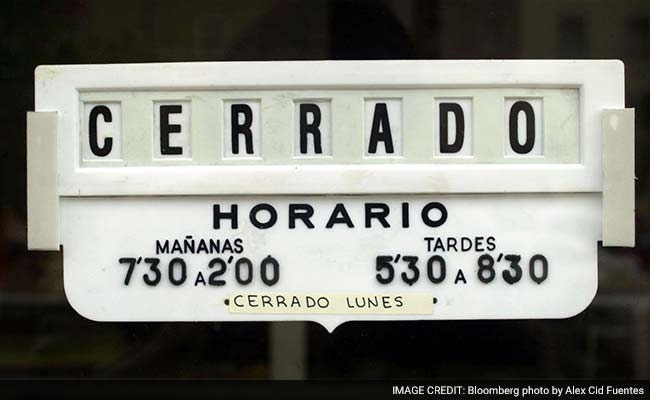 CERRADO
HORARIO
MAÑANAS TARDES
7'30 A 2'00 5'30 A 8'30
CERRADO LUNES
IMAGE CREDIT: Bloomberg photo by Alex Cid Fuentes